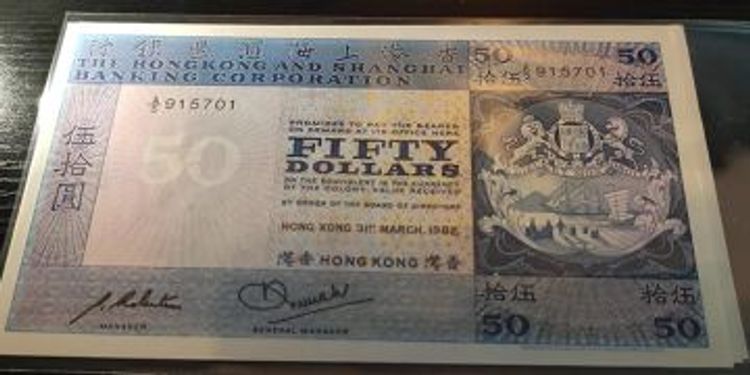 行銀豐滙海上港香
THE HONGKONG AND SHANGHAI
BANKING CORPORATION
50
50
拾伍
拾伍
A/5 915701
A/5 915701
伍拾圓
50
PROMISES TO PAY THE BEARER
ON DEMAND AT ITS OFFICE HERE
FIFTY
DOLLARS
OR THE EQUIVALENT IN THE CURRENCY
OF THE COLONY, VALUE RECEIVED
BY ORDER OF THE BOARD OF DIRECTORS
HONG KONG 31ST MARCH, 1982.
港香 HONG KONG 港香
MANAGER
GENERAL MANAGER
拾伍
拾伍
50
50